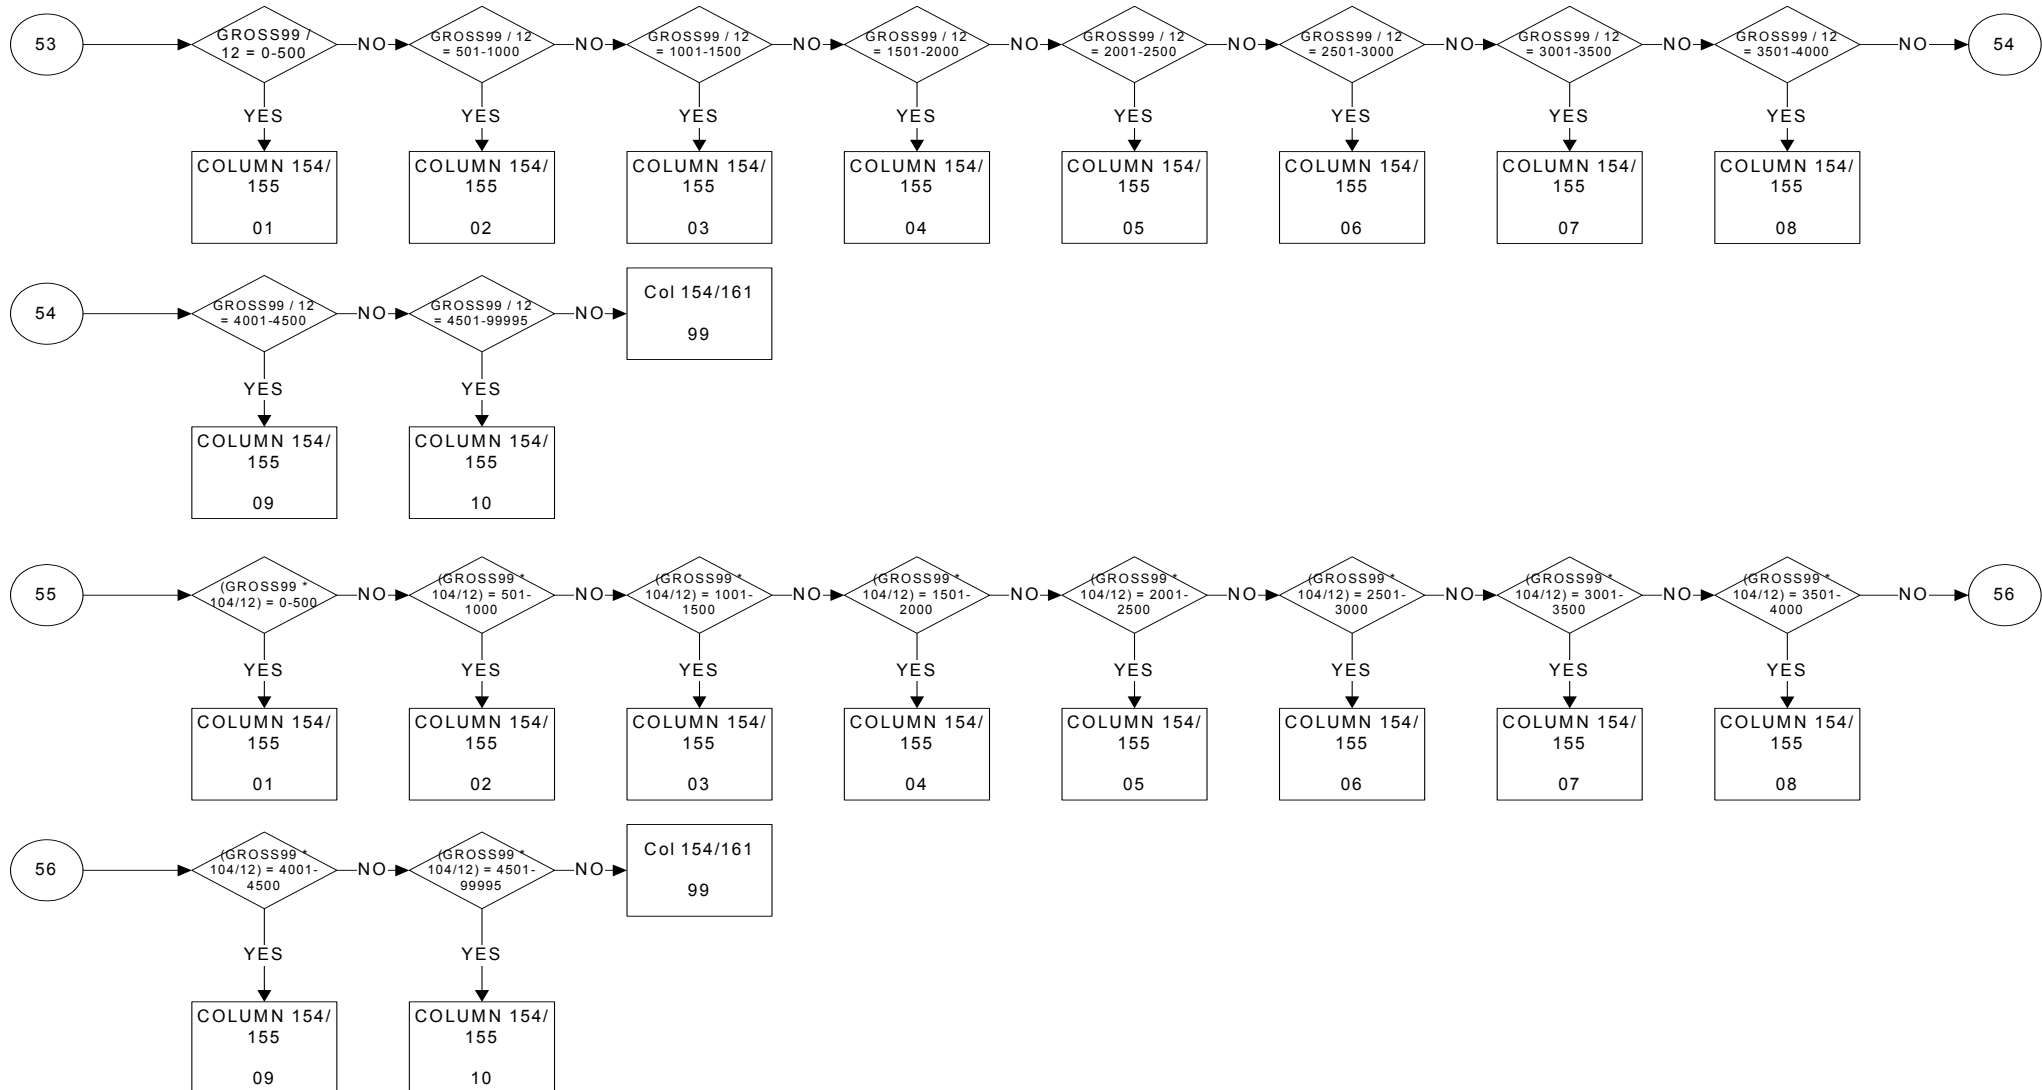 53
GROSS99 /
12 = 0-500
NO
GROSS99 / 12
= 501-1000
NO
GROSS99 / 12
= 1001-1500
NO
GROSS99 / 12
= 1501-2000
NO
GROSS99 / 12
= 2001-2500
NO
GROSS99 / 12
= 2501-3000
NO
GROSS99 / 12
= 3001-3500
NO
GROSS99 / 12
= 3501-4000
NO
54
YES
YES
YES
YES
YES
YES
YES
YES
COLUMN 154/
155
01
COLUMN 154/
155
02
COLUMN 154/
155
03
COLUMN 154/
155
04
COLUMN 154/
155
05
COLUMN 154/
155
06
COLUMN 154/
155
07
COLUMN 154/
155
08
54
GROSS99 / 12
= 4001-4500
NO
GROSS99 / 12
= 4501-99995
NO
Col 154/161
99
YES
YES
COLUMN 154/
155
09
COLUMN 154/
155
10
55
(GROSS99 *
104/12) = 0-500
NO
(GROSS99 *
104/12) = 501-
1000
NO
(GROSS99 *
104/12) = 1001-
1500
NO
(GROSS99 *
104/12) = 1501-
2000
NO
(GROSS99 *
104/12) = 2001-
2500
NO
(GROSS99 *
104/12) = 2501-
3000
NO
(GROSS99 *
104/12) = 3001-
3500
NO
(GROSS99 *
104/12) = 3501-
4000
NO
56
YES
YES
YES
YES
YES
YES
YES
YES
COLUMN 154/
155
01
COLUMN 154/
155
02
COLUMN 154/
155
03
COLUMN 154/
155
04
COLUMN 154/
155
05
COLUMN 154/
155
06
COLUMN 154/
155
07
COLUMN 154/
155
08
56
(GROSS99 *
104/12) = 4001-
4500
NO
(GROSS99 *
104/12) = 4501-
99995
NO
Col 154/161
99
YES
YES
COLUMN 154/
155
09
COLUMN 154/
155
10